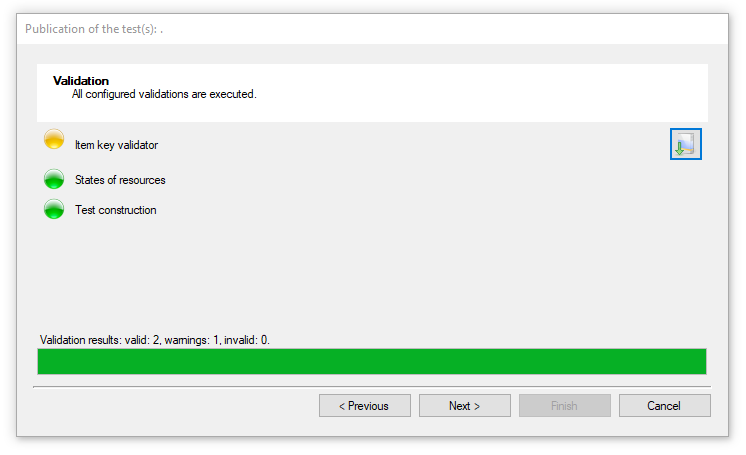 Publication of the test(s): .
Validation
All configured validations are executed.
Item key validator
States of resources
Test construction
Validation results: valid: 2, warnings: 1, invalid: 0.
< Previous
Next >
Finish
Cancel